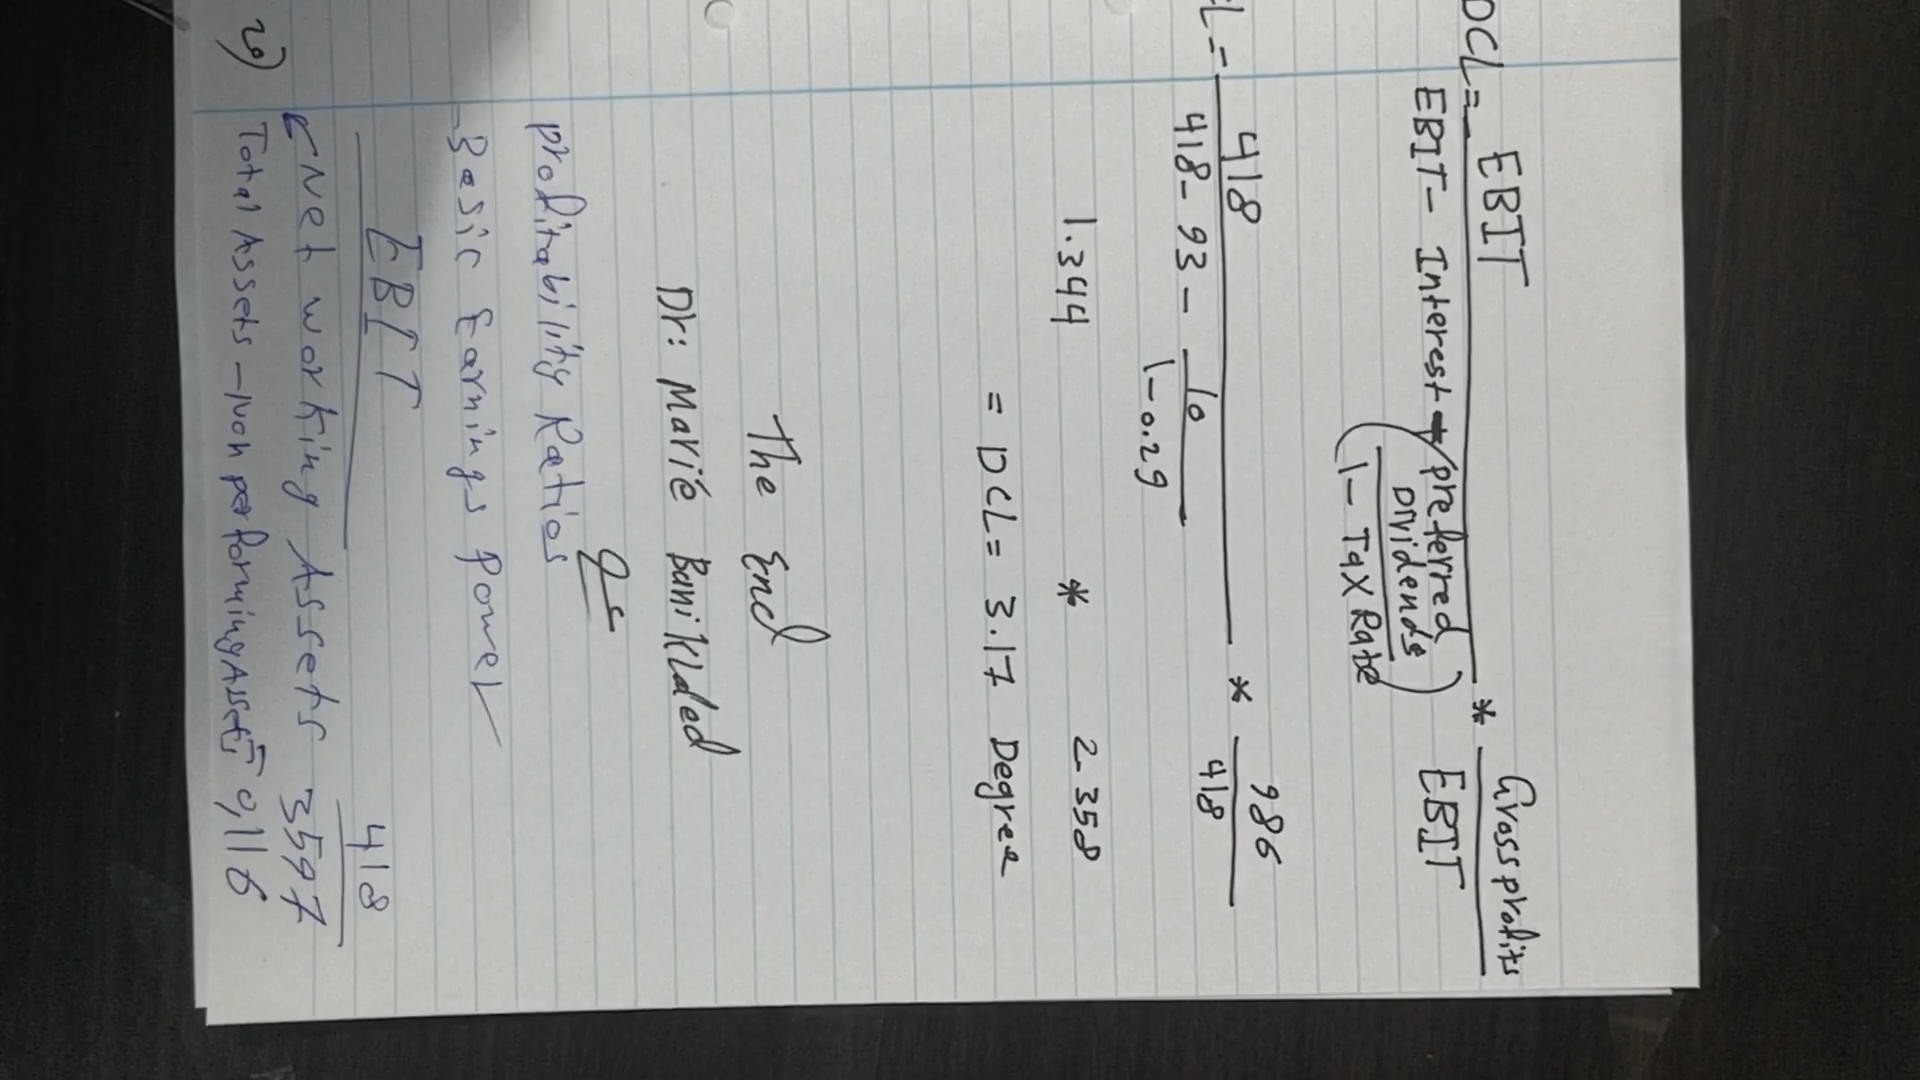 DCL = EBIT / EBIT - Interest - (preferred Dividends / 1 - Tax Rate) * Gross profits / EBIT
L = 418 / 418 - 93 - 10 / 1 - 0.29 * 986 / 418
1.344 * 2.358
= DCL = 3.17 Degree
The End
Dr: Marie Bani Khaled
profitability Ratios
Basic Earnings power
EBIT 418
Net working Assets 3597
Total Assets - Non performing Assets 0,116